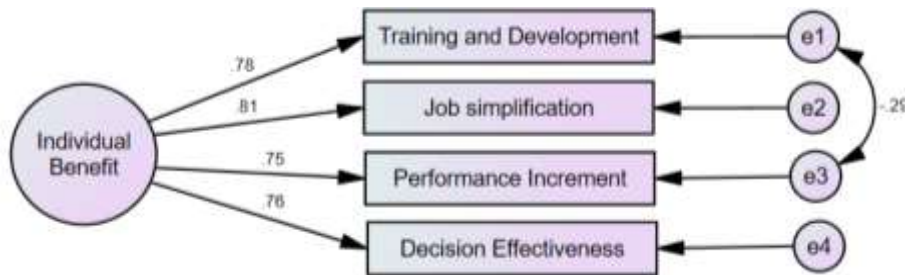 Training and Development
e1
.78
.81
Job simplification
e2
-.29
Individual
Benefit
.75
Performance Increment
e3
.76
Decision Effectiveness
e4